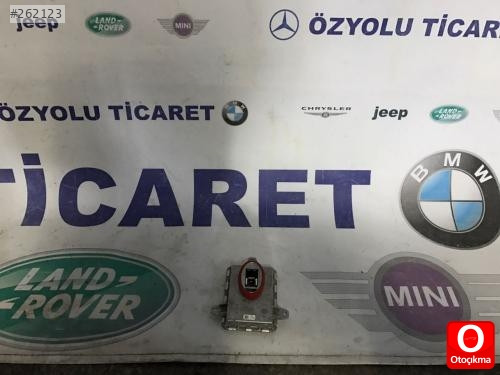 #262123
ÖZYOLU TİCARET
Jeep
LAND-
ROVER
MINI
ÖZYOLU TİCARET
CHRYSLER
Jeep
LAND-
ROVER
TİCARET
BMW
LAND-
ROVER
MINI
O
Otoçıkma